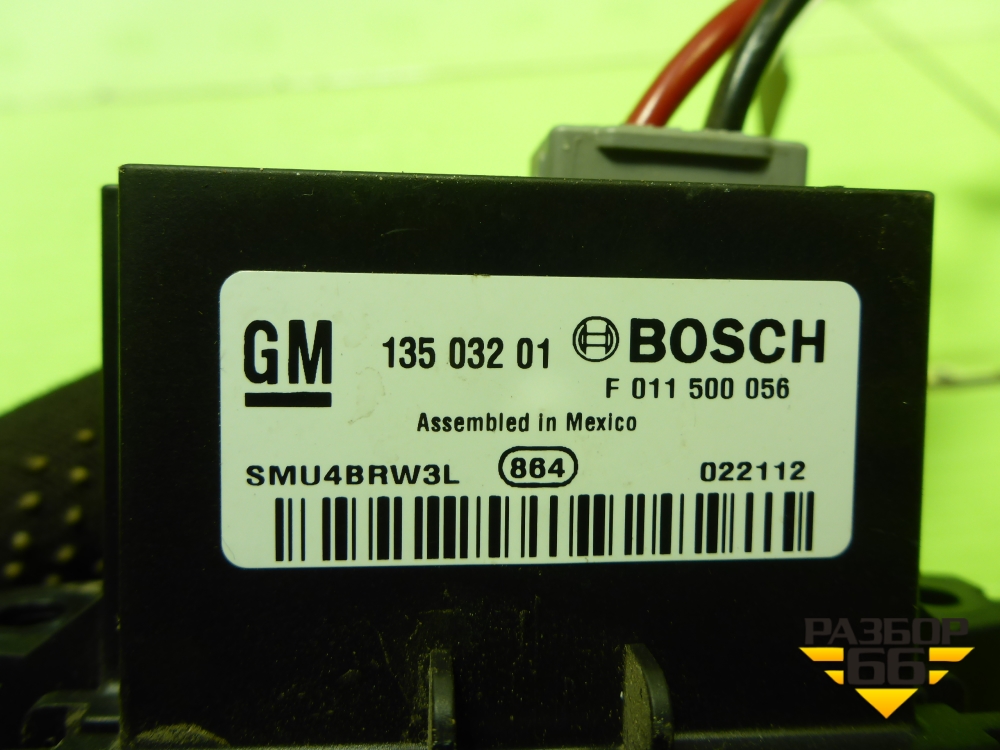 GM 135 032 01 BOSCH
F 011 500 056
Assembled in Mexico
SMU4BRW3L 864 022112
РАЗБОР
66